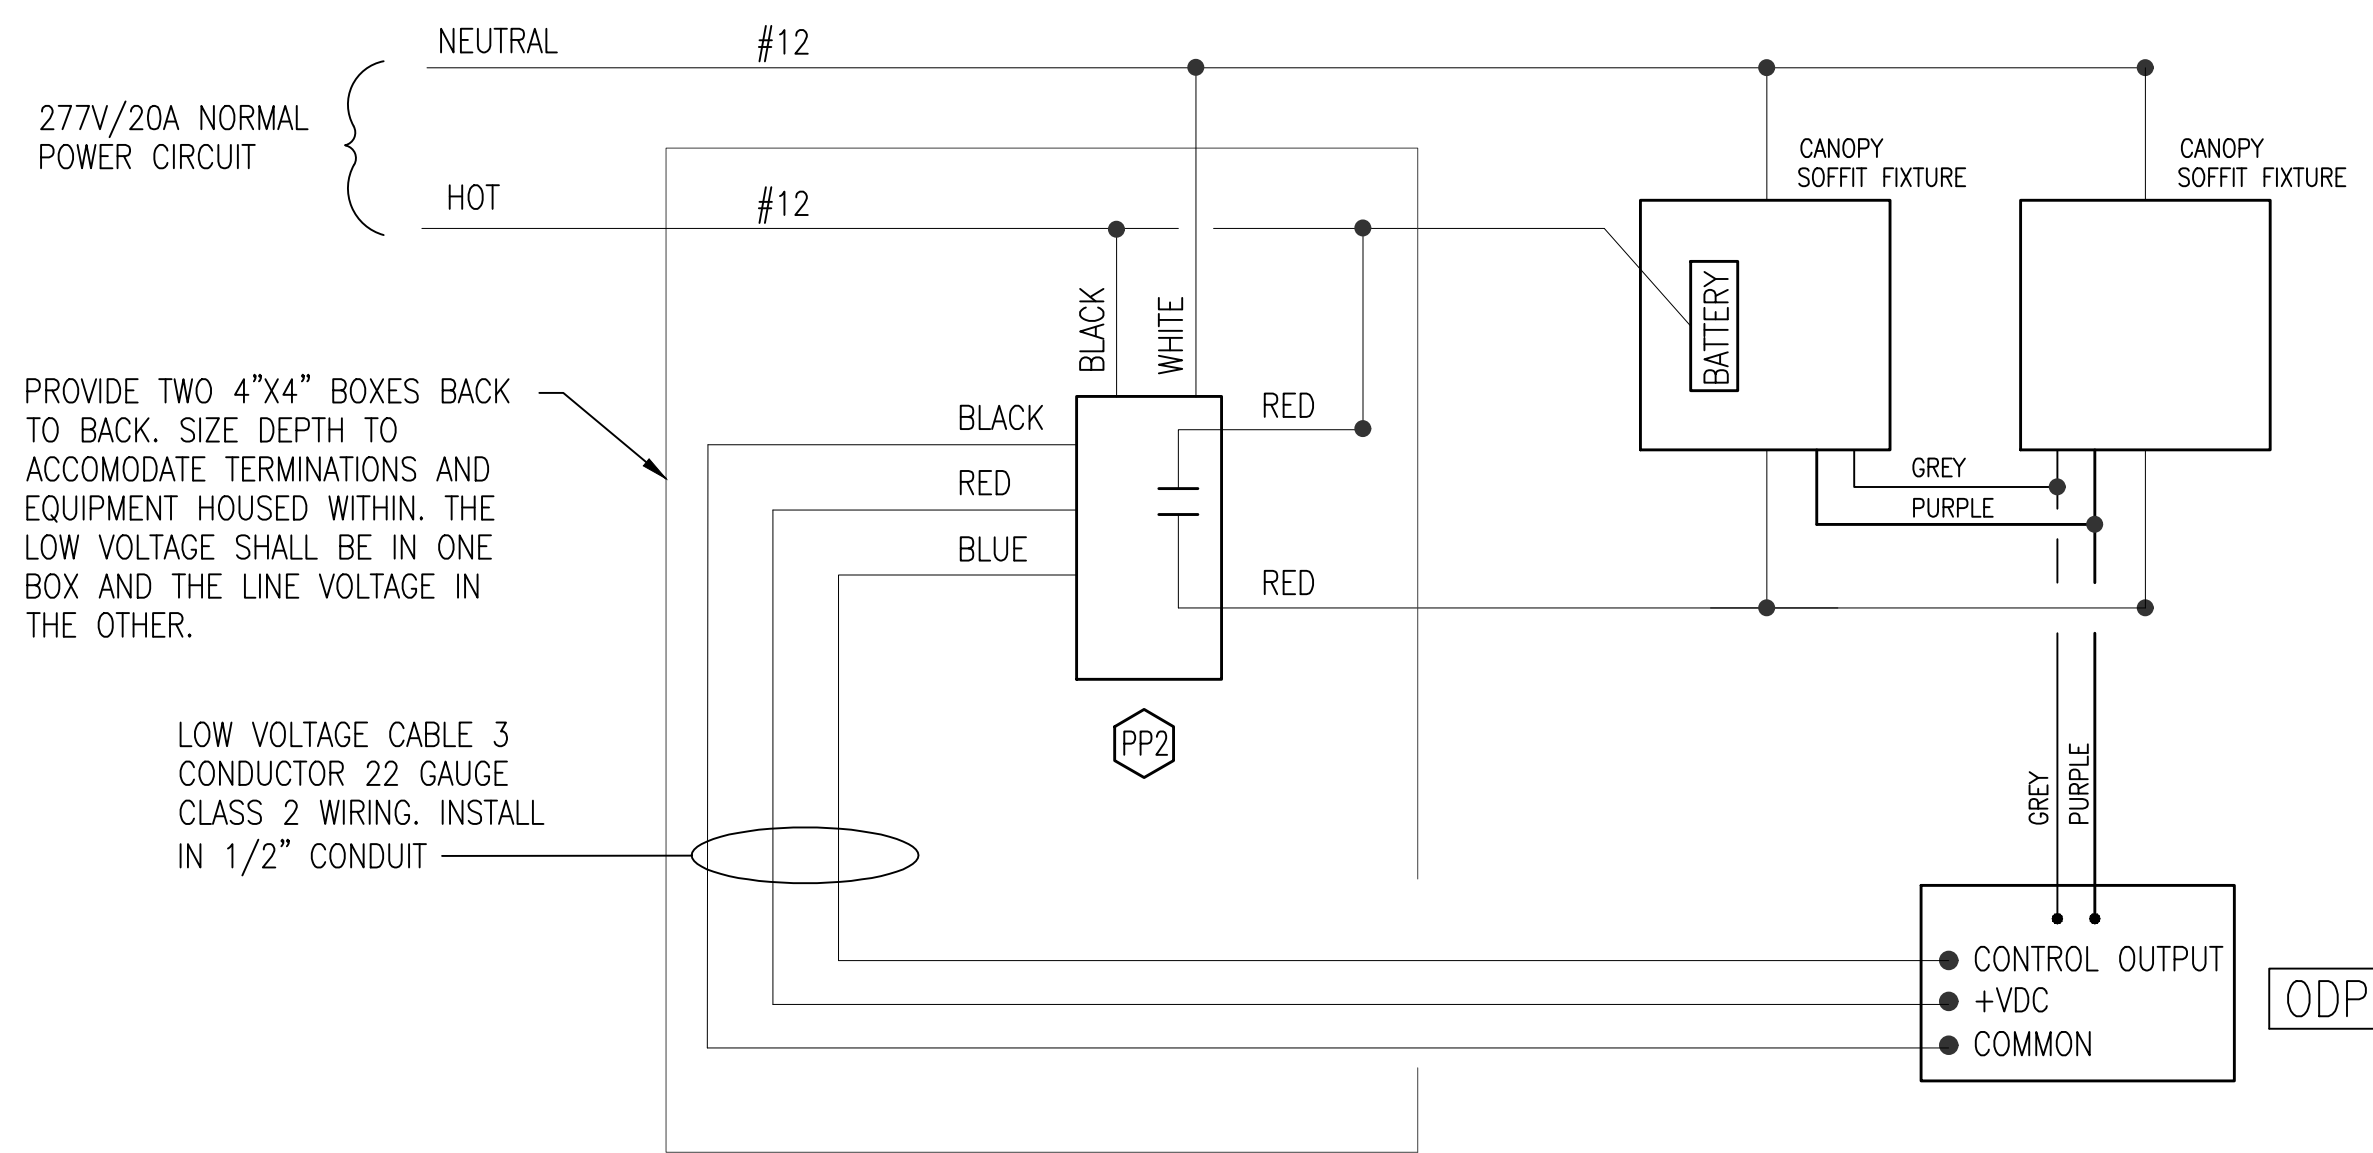 NEUTRAL
#12
277V/20A NORMAL
POWER CIRCUIT
HOT
#12
CANOPY
SOFFIT FIXTURE
CANOPY
SOFFIT FIXTURE
BATTERY
BLACK
WHITE
PROVIDE TWO 4”X4” BOXES BACK
TO BACK. SIZE DEPTH TO
ACCOMODATE TERMINATIONS AND
EQUIPMENT HOUSED WITHIN. THE
LOW VOLTAGE SHALL BE IN ONE
BOX AND THE LINE VOLTAGE IN
THE OTHER.
BLACK
RED
BLUE
RED
RED
GREY
PURPLE
PP2
LOW VOLTAGE CABLE 3
CONDUCTOR 22 GAUGE
CLASS 2 WIRING. INSTALL
IN 1/2” CONDUIT
GREY
PURPLE
CONTROL OUTPUT
+VDC
COMMON
ODP